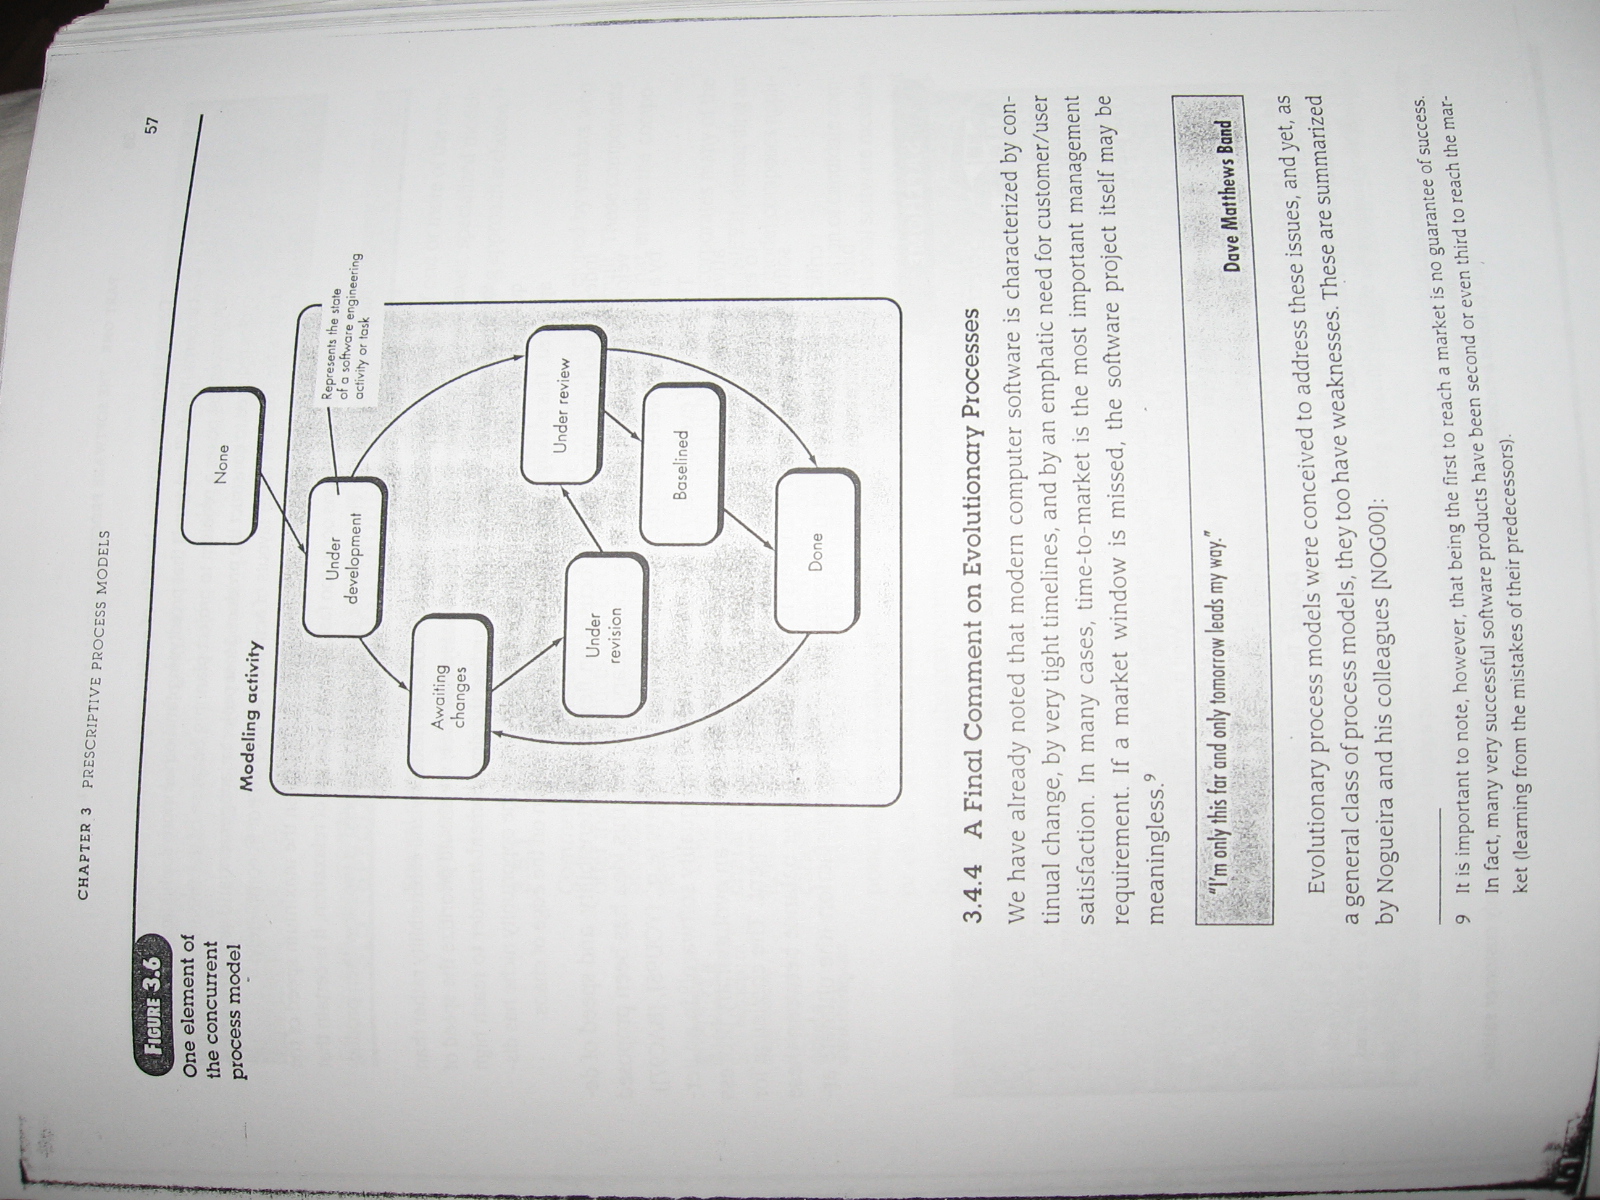 CHAPTER 3 PRESCRIPTIVE PROCESS MODELS
57
FIGURE 3.6
One element of
the concurrent
process model
None
Modeling activity
Under
development
Represents the state
of a software engineering
activity or task
Awaiting
changes
Under review
Under
revision
Baselined
Done
3.4.4 A Final Comment on Evolutionary Processes
We have already noted that modern computer software is characterized by con-
tinual change, by very tight timelines, and by an emphatic need for customer/user
satisfaction. In many cases, time-to-market is the most important management
requirement. If a market window is missed, the software project itself may be
meaningless.9
"I'm only this far and only tomorrow leads my way."
Dave Matthews Band
Evolutionary process models were conceived to address these issues, and yet, as
a general class of process models, they too have weaknesses. These are summarized
by Nogueira and his colleagues [NOG00]:
9 It is important to note, however, that being the first to reach a market is no guarantee of success.
In fact, many very successful software products have been second or even third to reach the mar-
ket (learning from the mistakes of their predecessors).